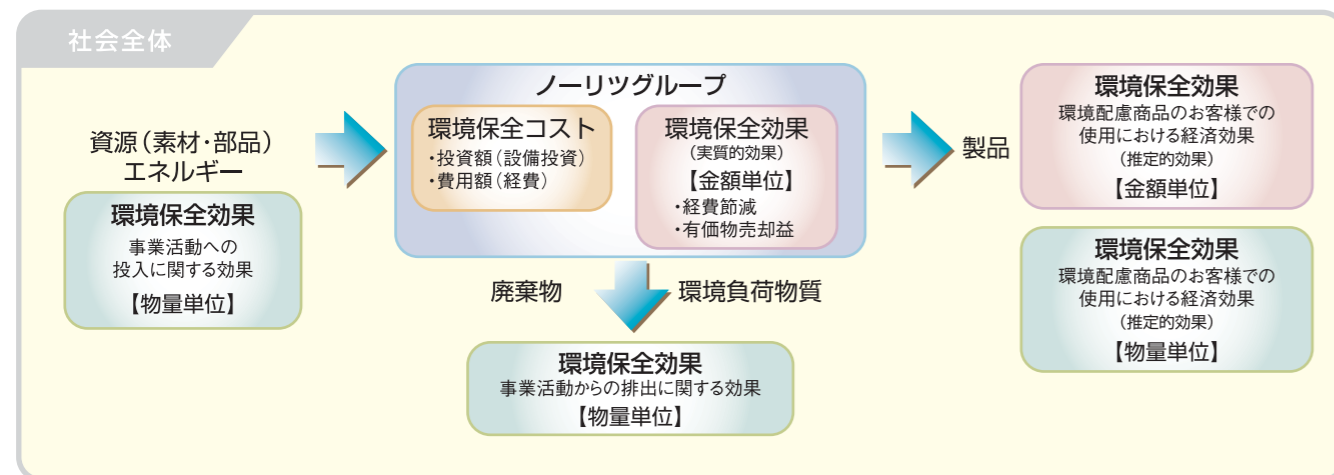 社会全体
資源（素材・部品）
エネルギー
環境保全効果
事業活動への
投入に関する効果
【物量単位】
ノーリツグループ
環境保全コスト
・投資額（設備投資）
・費用額（経費）
環境保全効果
（実質的効果）
【金額単位】
・経費節減
・有価物売却益
廃棄物
環境負荷物質
環境保全効果
事業活動からの排出に関する効果
【物量単位】
製品
環境保全効果
環境配慮商品のお客様での
使用における経済効果
（推定的効果）
【金額単位】
環境保全効果
環境配慮商品のお客様での
使用における経済効果
（推定的効果）
【物量単位】